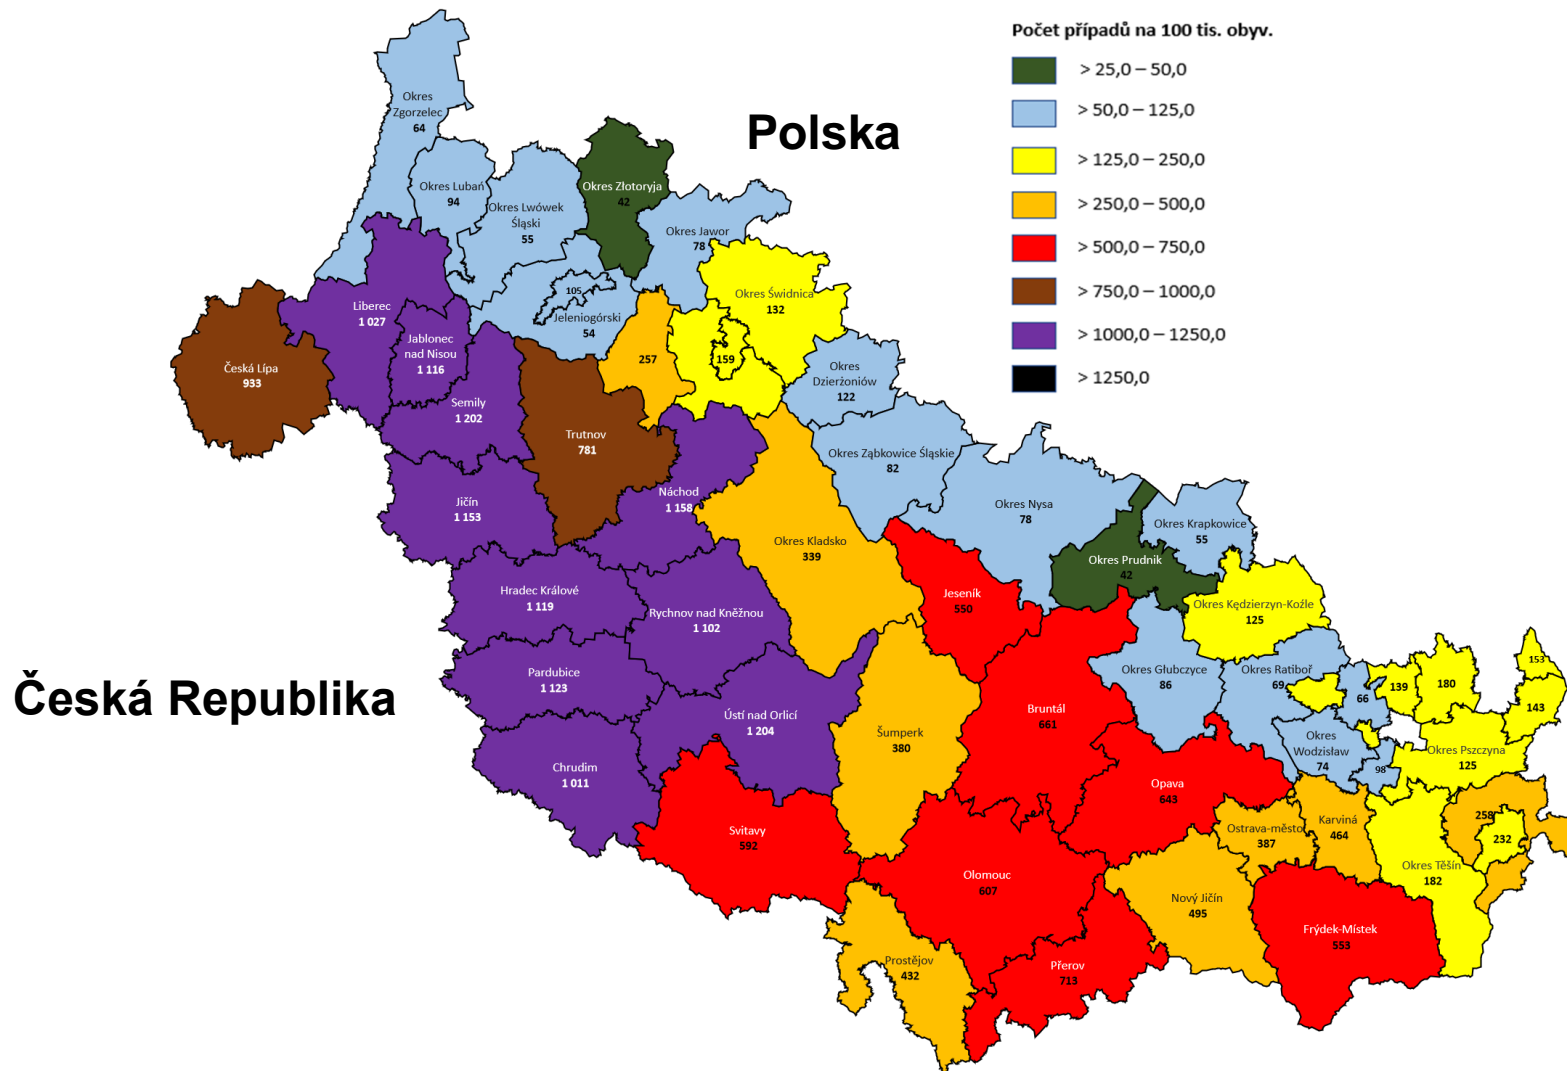 Počet případů na 100 tis. obyv.
> 25,0 – 50,0
> 50,0 – 125,0
> 125,0 – 250,0
> 250,0 – 500,0
> 500,0 – 750,0
> 750,0 – 1000,0
> 1000,0 – 1250,0
> 1250,0
Polska
Česká Republika
Okres
Zgorzelec
64
Okres Lubań
94
Okres Lwówek
Śląski
55
Okres Złotoryja
42
Okres Jawor
78
Okres Świdnica
132
105
Jeleniogórski
54
257
159
Okres
Dzierżoniów
122
Okres Ząbkowice Śląskie
82
Liberec
1 027
Jablonec
nad Nisou
1 116
Česká Lípa
933
Semily
1 202
Trutnov
781
Jičín
1 153
Náchod
1 158
Okres Kladsko
339
Okres Nysa
78
Okres Krapkowice
55
Okres Prudnik
42
Okres Kędzierzyn-Koźle
125
Hradec Králové
1 119
Rychnov nad Kněžnou
1 102
Jeseník
550
Pardubice
1 123
Ústí nad Orlicí
1 204
Šumperk
380
Bruntál
661
Okres Głubczyce
86
Okres Ratiboř
69
66
139
180
153
143
Okres
Wodzisław
74
98
Okres Pszczyna
125
Chrudim
1 011
Svitavy
592
Opava
643
Ostrava-město
387
Karviná
464
258
232
Okres Těšín
182
Olomouc
607
Nový Jičín
495
Frýdek-Místek
553
Prostějov
432
Přerov
713